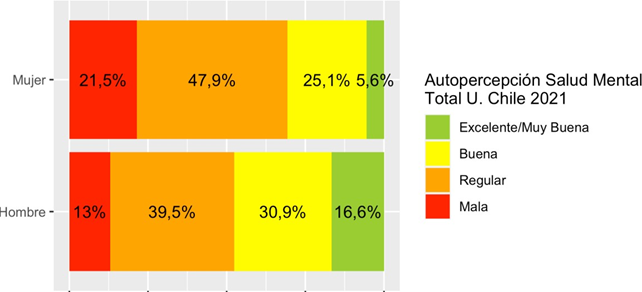 Mujer
21,5% 47,9% 25,1% 5,6%
Hombre
13% 39,5% 30,9% 16,6%
Autopercepción Salud Mental
Total U. Chile 2021
Excelente/Muy Buena
Buena
Regular
Mala